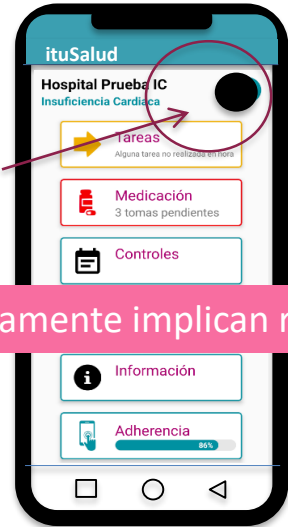 ituSalud
Hospital Prueba IC
Insuficiencia Cardiaca
Tareas
Alguna tarea no realizada en hora
Medicación
3 tomas pendientes
Controles
amente implican
Información
Adherencia
86%